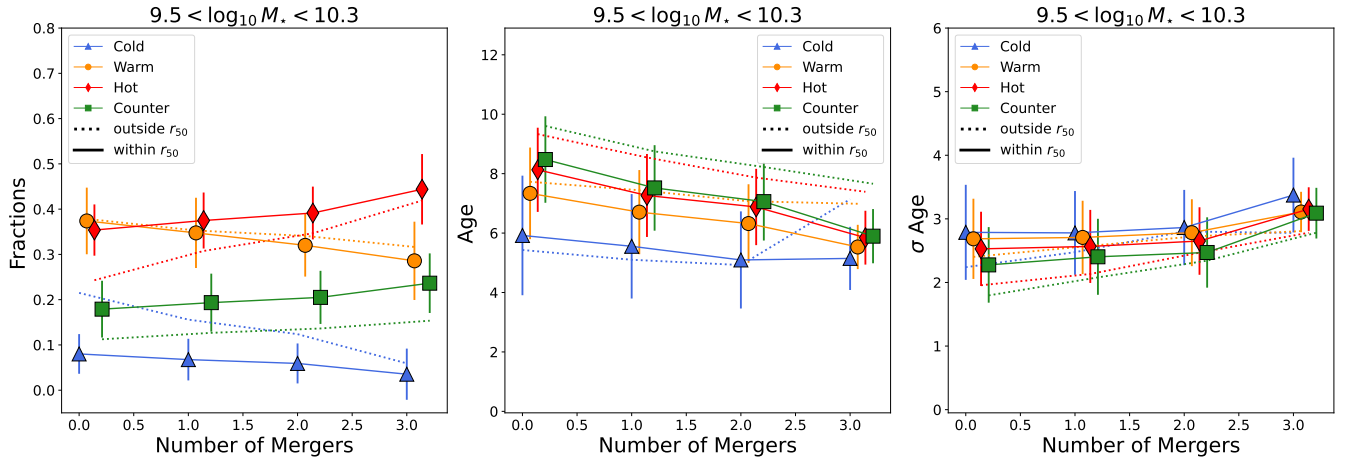 9.5 < log₁₀ M⋆ < 10.3
Fractions
0.8
0.7
0.6
0.5
0.4
0.3
0.2
0.1
0.0
Cold
Warm
Hot
Counter
outside r₅₀
within r₅₀
0.0 0.5 1.0 1.5 2.0 2.5 3.0
Number of Mergers
9.5 < log₁₀ M⋆ < 10.3
Age
12
10
8
6
4
2
0
Cold
Warm
Hot
Counter
outside r₅₀
within r₅₀
0.0 0.5 1.0 1.5 2.0 2.5 3.0
Number of Mergers
9.5 < log₁₀ M⋆ < 10.3
σ Age
6
5
4
3
2
1
0
Cold
Warm
Hot
Counter
outside r₅₀
within r₅₀
0.0 0.5 1.0 1.5 2.0 2.5 3.0
Number of Mergers